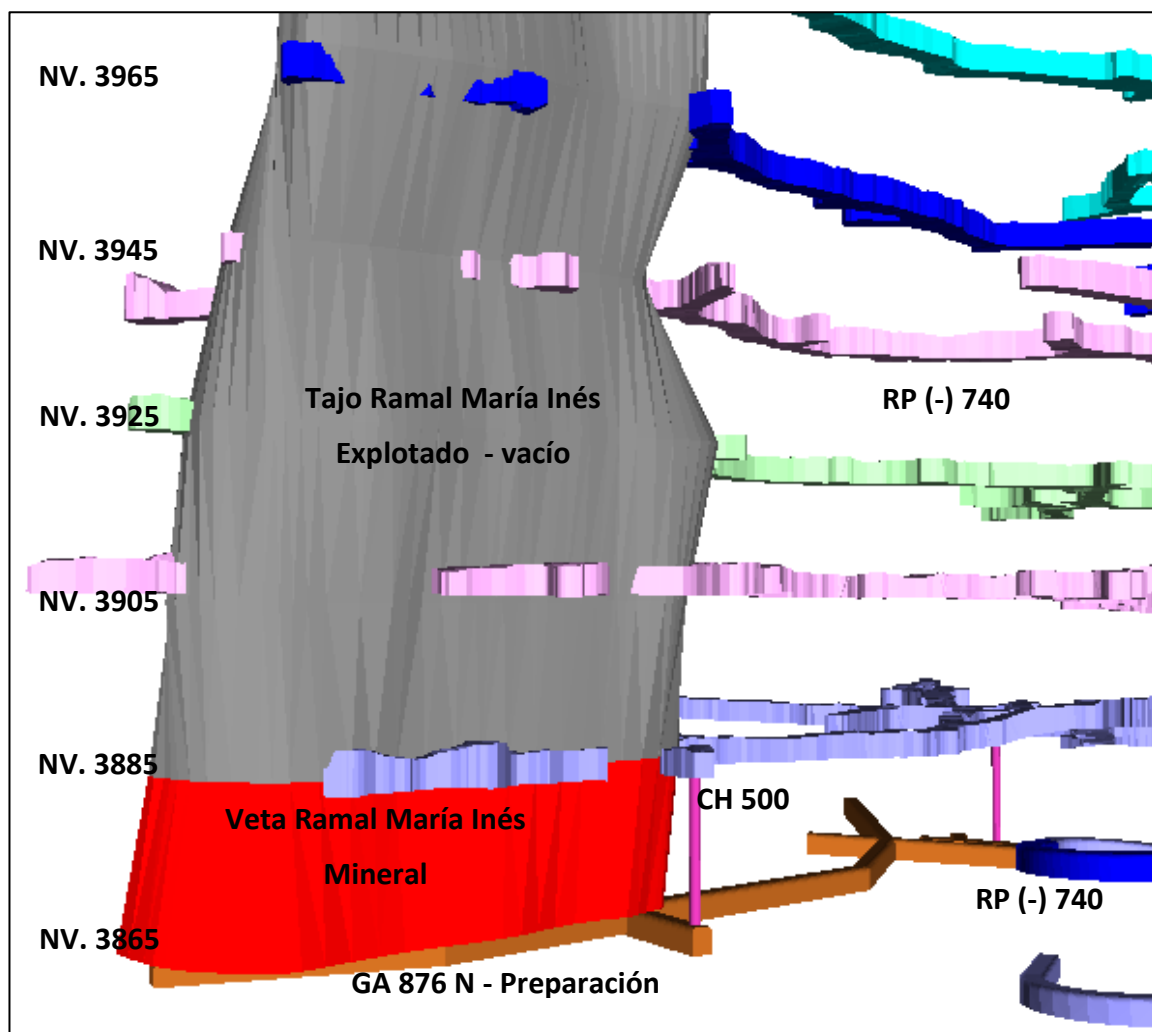 NV. 3965
NV. 3945
Tajo Ramal María Inés
RP (-) 740
NV. 3925
Explotado - vacío
NV. 3905
NV. 3885
CH 500
Veta Ramal María Inés
Mineral
RP (-) 740
NV. 3865
GA 876 N - Preparación